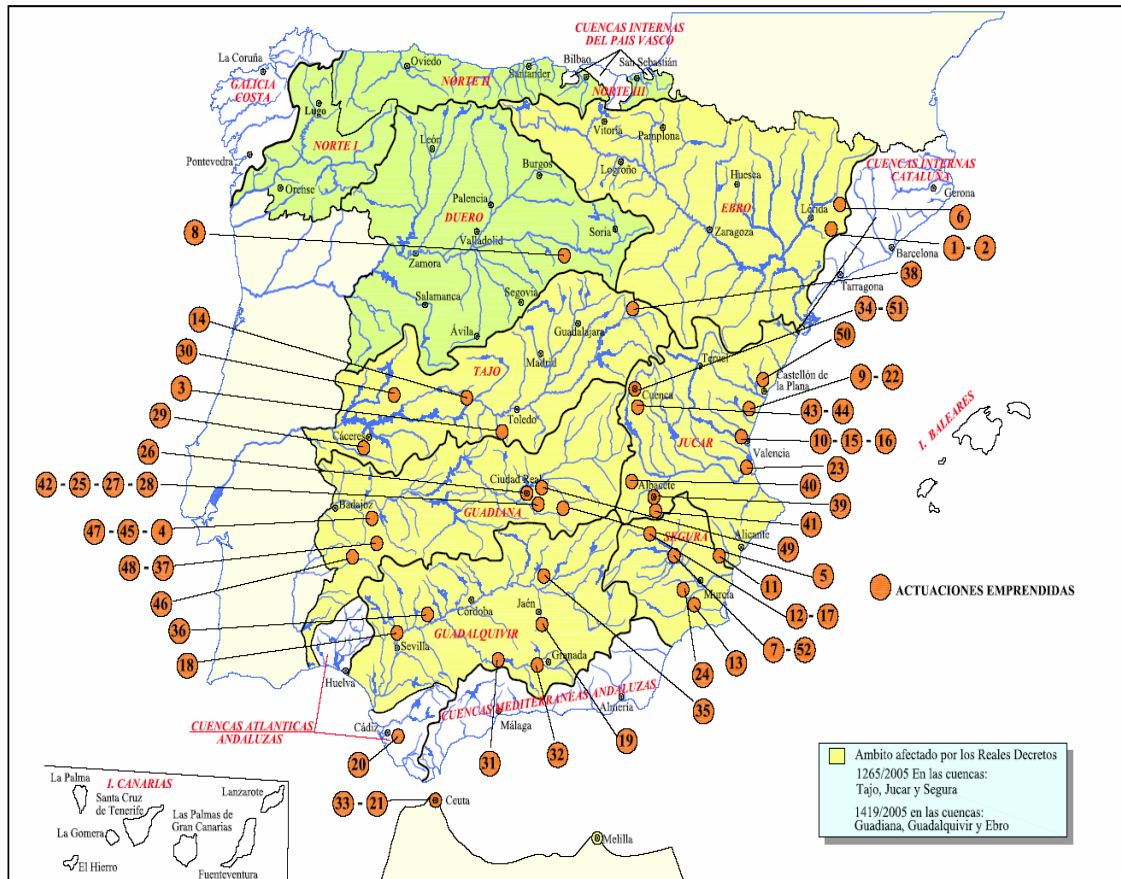 CUENCAS INTERNAS
DEL PAIS VASCO
La Coruña
Oviedo
Santander
Bilbao
San Sebastián
GALICIA
COSTA
NORTE II
NORTE III
Lugo
Vitoria
Pamplona
León
NORTE I
Pontevedra
Logroño
CUENCAS INTERNAS
CATALUÑA
Orense
Burgos
Huesca
Gerona
Palencia
EBRO
Lérida
6
DUERO
8
Valladolid
Soria
Zaragoza
1 - 2
Zamora
Barcelona
38
Tarragona
Salamanca
Segovia
34 - 51
14
Ávila
Guadalajara
50
30
Madrid
Teruel
TAJO
Castellón de
la Plana
9 - 22
3
Cuenca
I. BALEARES
29
Toledo
43 - 44
Cáceres
JUCAR
10 - 15 - 16
26
Valencia
23
42 - 25 - 27 - 28
Ciudad Real
Albacete
40
Badajoz
GUADIANA
39
47 - 45 - 4
SEGURA
Alicante
41
49
48 - 37
5
46
Murcia
11
ACTUACIONES EMPRENDIDAS
36
Córdoba
Jaén
12 - 17
GUADALQUIVIR
7 - 52
18
Sevilla
13
Granada
24
Huelva
CUENCAS MEDITERRANEAS ANDALUZAS
Almería
35
CUENCAS ATLANTICAS
ANDALUZAS
Cádiz
Málaga
19
20
31
32
33 - 21
Ceuta
Melilla
I. CANARIAS
La Palma
Lanzarote
Santa Cruz
de Tenerife
Las Palmas de
Gran Canarias
La Gomera
El Hierro
Fuenteventura
Ambito afectado por los Reales Decretos
1265/2005 En las cuencas:
Tajo, Jucar y Segura
1419/2005 en las cuencas:
Guadiana, Guadalquivir y Ebro